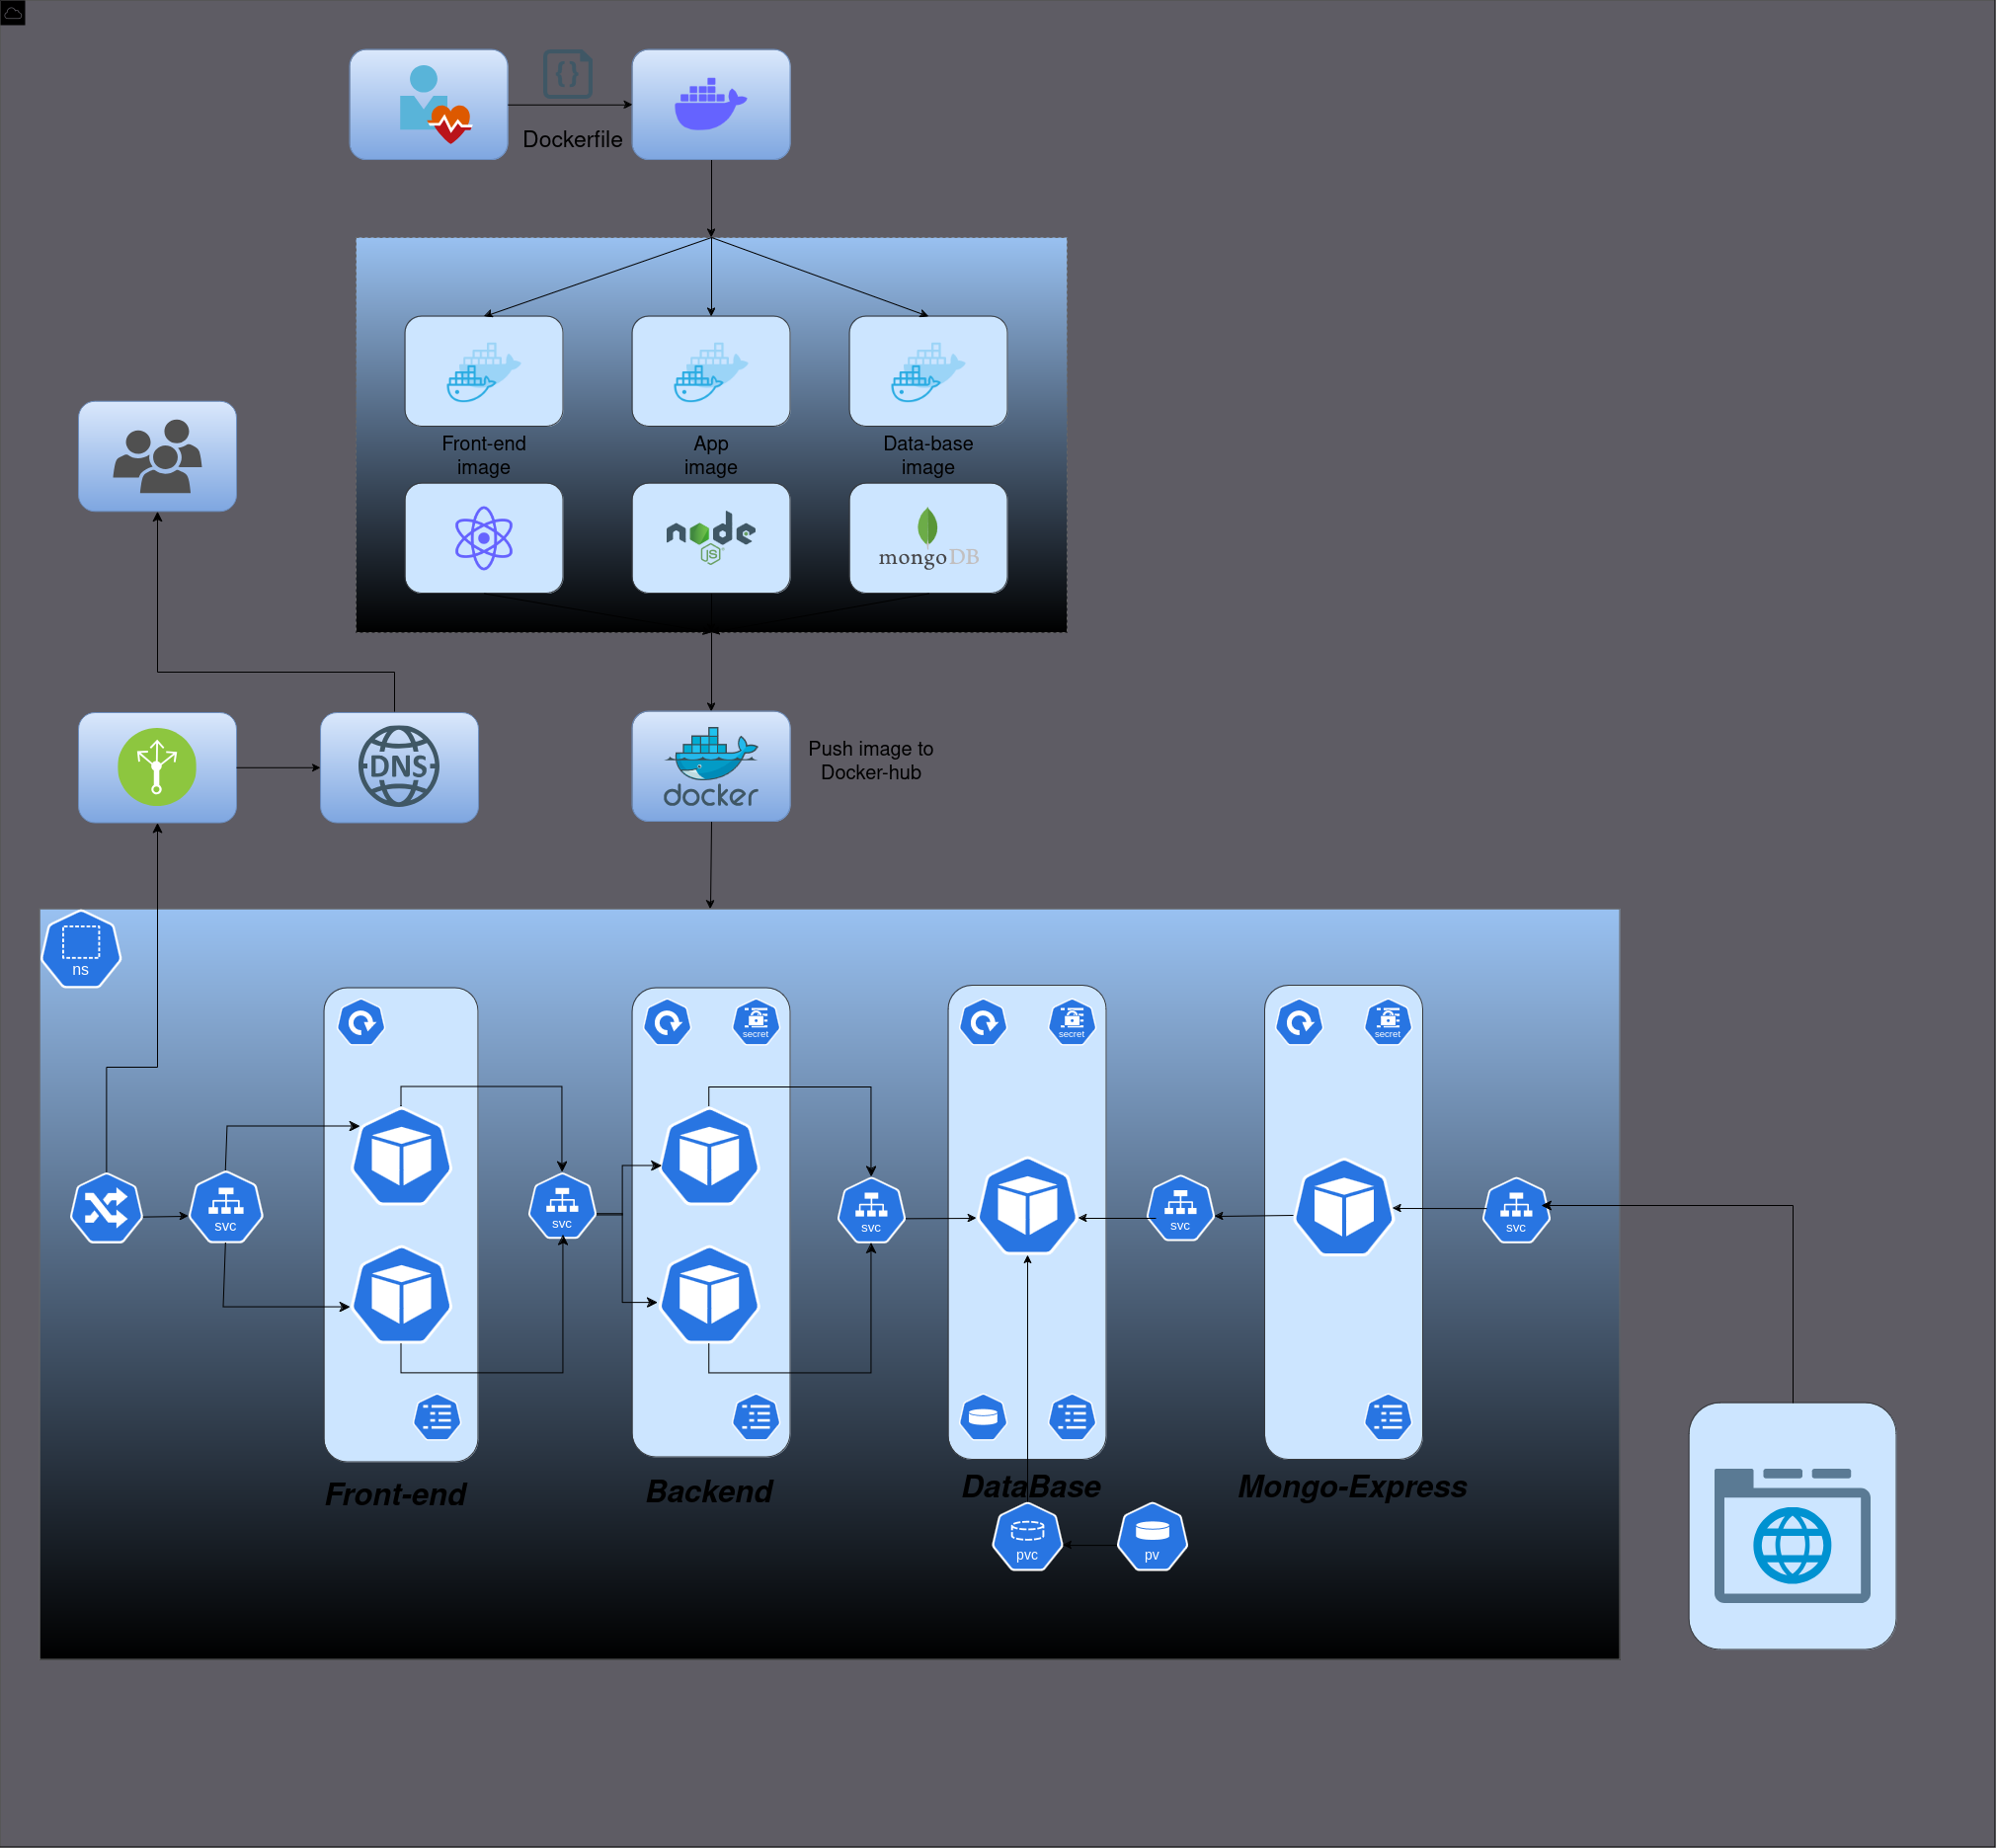 {}
Dockerfile
Front-end
image
App
image
Data-base
image
node
JS
mongoDB
DNS
docker
Push image to
Docker-hub
ns
secret
secret
secret
svc
svc
svc
svc
svc
Front-end
Backend
DataBase
Mongo-Express
pvc
pv